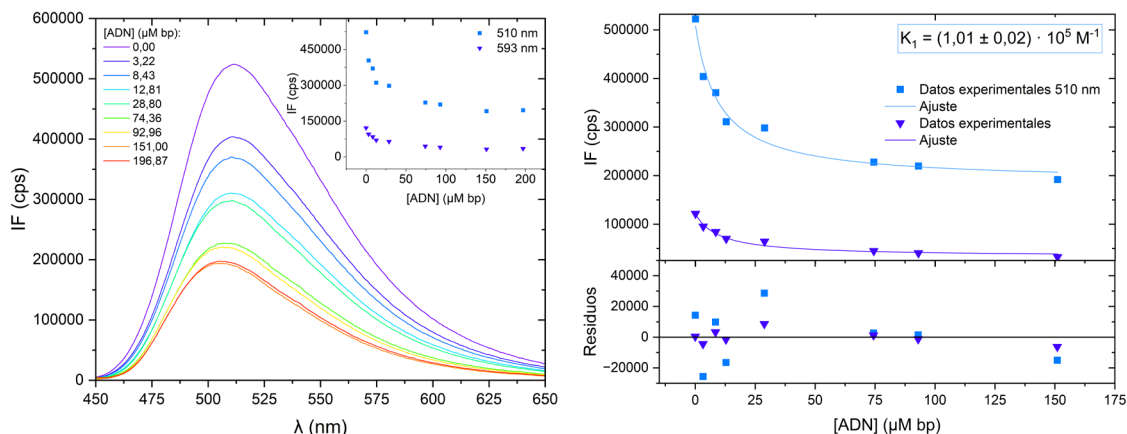 [ADN] (µM bp):
0,00
3,22
8,43
12,81
28,80
74,36
92,96
151,00
196,87
600000
500000
400000
300000
200000
100000
0
IF (cps)
450 475 500 525 550 575 600 625 650
λ (nm)
450000
300000
150000
0
IF (cps)
0 50 100 150 200
[ADN] (µM bp)
510 nm
593 nm
K1 = (1,01 ± 0,02) · 10^5 M^-1
Datos experimentales 510 nm
Ajuste
Datos experimentales
Ajuste
500000
400000
300000
200000
100000
IF (cps)
40000
20000
0
−20000
Residuos
0 25 50 75 100 125 150 175
[ADN] (µM bp)